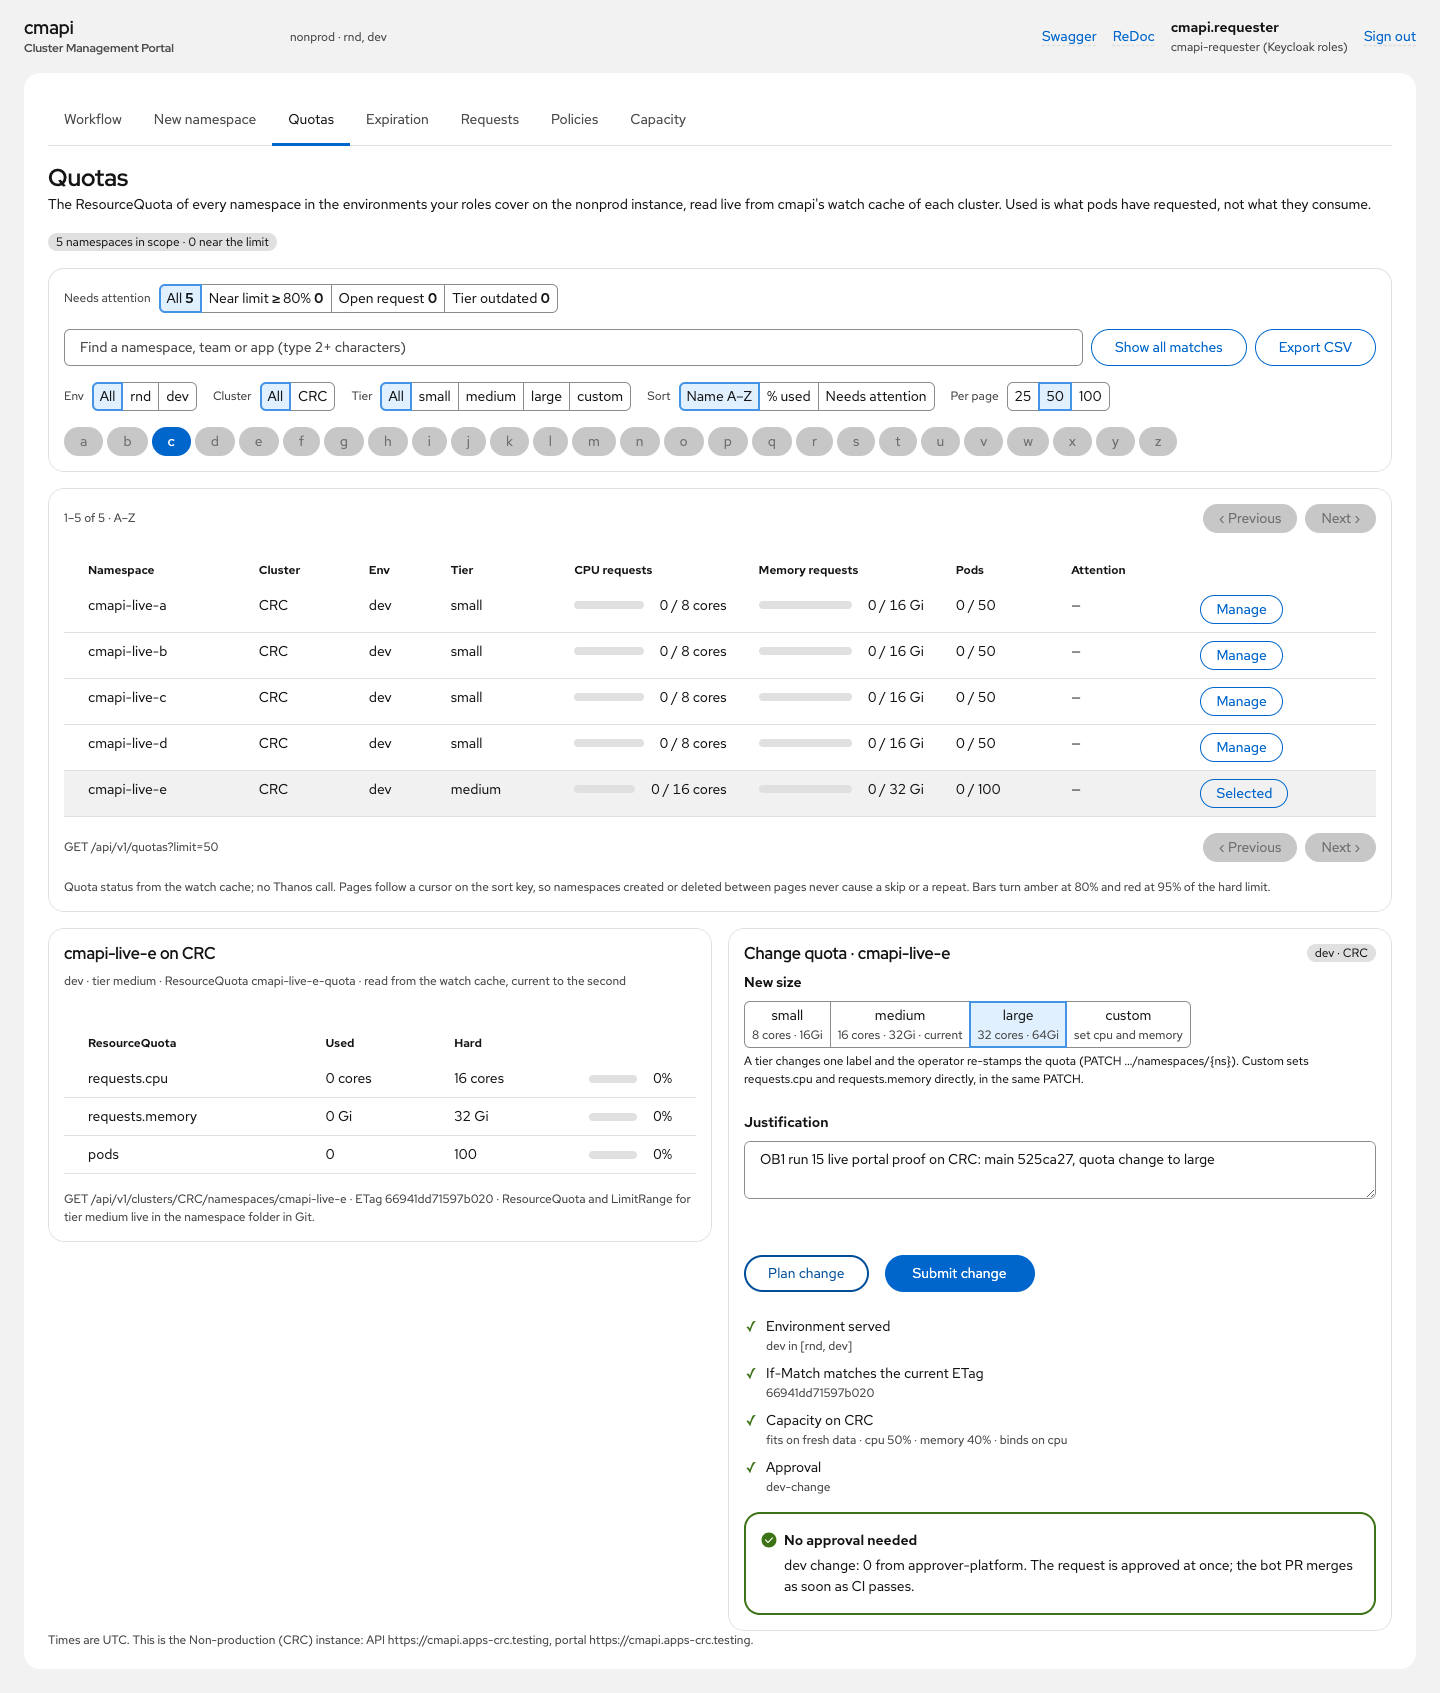 cmapi
Cluster Management Portal
nonprod · rnd, dev
Swagger
ReDoc
cmapi.requester
cmapi-requester (Keycloak roles)
Sign out
Workflow
New namespace
Quotas
Expiration
Requests
Policies
Capacity
Quotas
The ResourceQuota of every namespace in the environments your roles cover on the nonprod instance, read live from cmapi's watch cache of each cluster. Used is what pods have requested, not what they consume.
5 namespaces in scope · 0 near the limit
Needs attention All 5 Near limit ≥ 80% 0 Open request 0 Tier outdated 0
Find a namespace, team or app (type 2+ characters)
Show all matches
Export CSV
Env All rnd dev Cluster All CRC Tier All small medium large custom Sort Name A–Z % used Needs attention Per page 25 50 100
a b c d e f g h i j k l m n o p q r s t u v w x y z
1–5 of 5 · A–Z
‹ Previous Next ›
Namespace Cluster Env Tier CPU requests Memory requests Pods Attention
cmapi-live-a CRC dev small 0 / 8 cores 0 / 16 Gi 0 / 50 – Manage
cmapi-live-b CRC dev small 0 / 8 cores 0 / 16 Gi 0 / 50 – Manage
cmapi-live-c CRC dev small 0 / 8 cores 0 / 16 Gi 0 / 50 – Manage
cmapi-live-d CRC dev small 0 / 8 cores 0 / 16 Gi 0 / 50 – Manage
cmapi-live-e CRC dev medium 0 / 16 cores 0 / 32 Gi 0 / 100 – Selected
GET /api/v1/quotas?limit=50
‹ Previous Next ›
Quota status from the watch cache; no Thanos call. Pages follow a cursor on the sort key, so namespaces created or deleted between pages never cause a skip or a repeat. Bars turn amber at 80% and red at 95% of the hard limit.
cmapi-live-e on CRC
dev · tier medium · ResourceQuota cmapi-live-e-quota · read from the watch cache, current to the second
ResourceQuota Used Hard
requests.cpu 0 cores 16 cores 0%
requests.memory 0 Gi 32 Gi 0%
pods 0 100 0%
GET /api/v1/clusters/CRC/namespaces/cmapi-live-e · ETag 66941dd71597b020 · ResourceQuota and LimitRange for
tier medium live in the namespace folder in Git.
Change quota · cmapi-live-e
dev · CRC
New size
small medium large custom
8 cores · 16Gi 16 cores · 32Gi · current 32 cores · 64Gi set cpu and memory
A tier changes one label and the operator re-stamps the quota (PATCH …/namespaces/{ns}). Custom sets
requests.cpu and requests.memory directly, in the same PATCH.
Justification
OB1 run 15 live portal proof on CRC: main 525ca27, quota change to large
Plan change
Submit change
✓ Environment served
dev in [rnd, dev]
✓ If-Match matches the current ETag
66941dd71597b020
✓ Capacity on CRC
fits on fresh data · cpu 50% · memory 40% · binds on cpu
✓ Approval
dev-change
No approval needed
dev change: 0 from approver-platform. The request is approved at once; the bot PR merges
as soon as CI passes.
Times are UTC. This is the Non-production (CRC) instance: API https://cmapi.apps-crc.testing, portal https://cmapi.apps-crc.testing.